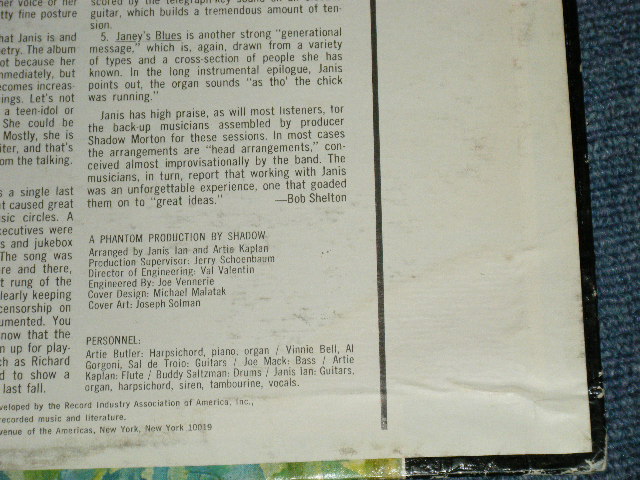 her voice or her
tty fine posture
hat Janis is and
etry. The album
ot because her
mmediately, but
ecomes increas-
ings. Let's not
a teen-idol or
She could be
Mostly, she is
iter, and that's
om the talking.
s a single last
t caused great
sic circles. A
xecutives were
s and jukebox
The song was
re and there,
t rung of the
learly keeping
censorship on
umented. You
now that the
n up for play-
ch as Richard
d to show a
last fall.
scored by the telegraph-key sound of an
guitar, which builds a tremendous amount of ten-
sion.
5. Janey's Blues is another strong "generational
message," which is, again, drawn from a variety
of types and a cross-section of people she has
known. In the long instrumental epilogue, Janis
points out, the organ sounds "as tho' the chick
was running."
Janis has high praise, as will most listeners, for
the back-up musicians assembled by producer
Shadow Morton for these sessions. In most cases
the arrangements are "head arrangements," con-
ceived almost improvisationally by the band. The
musicians, in turn, report that working with Janis
was an unforgettable experience, one that goaded
them on to "great ideas." —Bob Shelton
A PHANTOM PRODUCTION BY SHADOW
Arranged by Janis Ian and Artie Kaplan
Production Supervisor: Jerry Schoenbaum
Director of Engineering: Val Valentin
Engineered By: Joe Vennerie
Cover Design: Michael Malatak
Cover Art: Joseph Solman
PERSONNEL:
Artie Butler: Harpsichord, piano, organ / Vinnie Bell, Al
Gorgoni, Sal de Troio: Guitars / Joe Mack: Bass / Artie
Kaplan: Flute / Buddy Saltzman: Drums / Janis Ian: Guitars,
organ, harpsichord, siren, tambourine, vocals.
veloped by the Record Industry Association of America, Inc.,
recorded music and literature.
venue of the Americas, New York, New York 10019